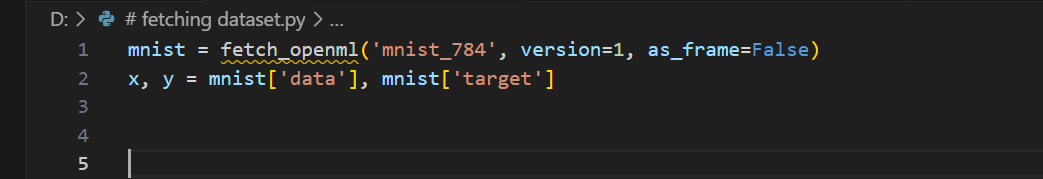 D: > # fetching dataset.py > ...
1 mnist = fetch_openml('mnist_784', version=1, as_frame=False)
2 x, y = mnist['data'], mnist['target']
3
4
5